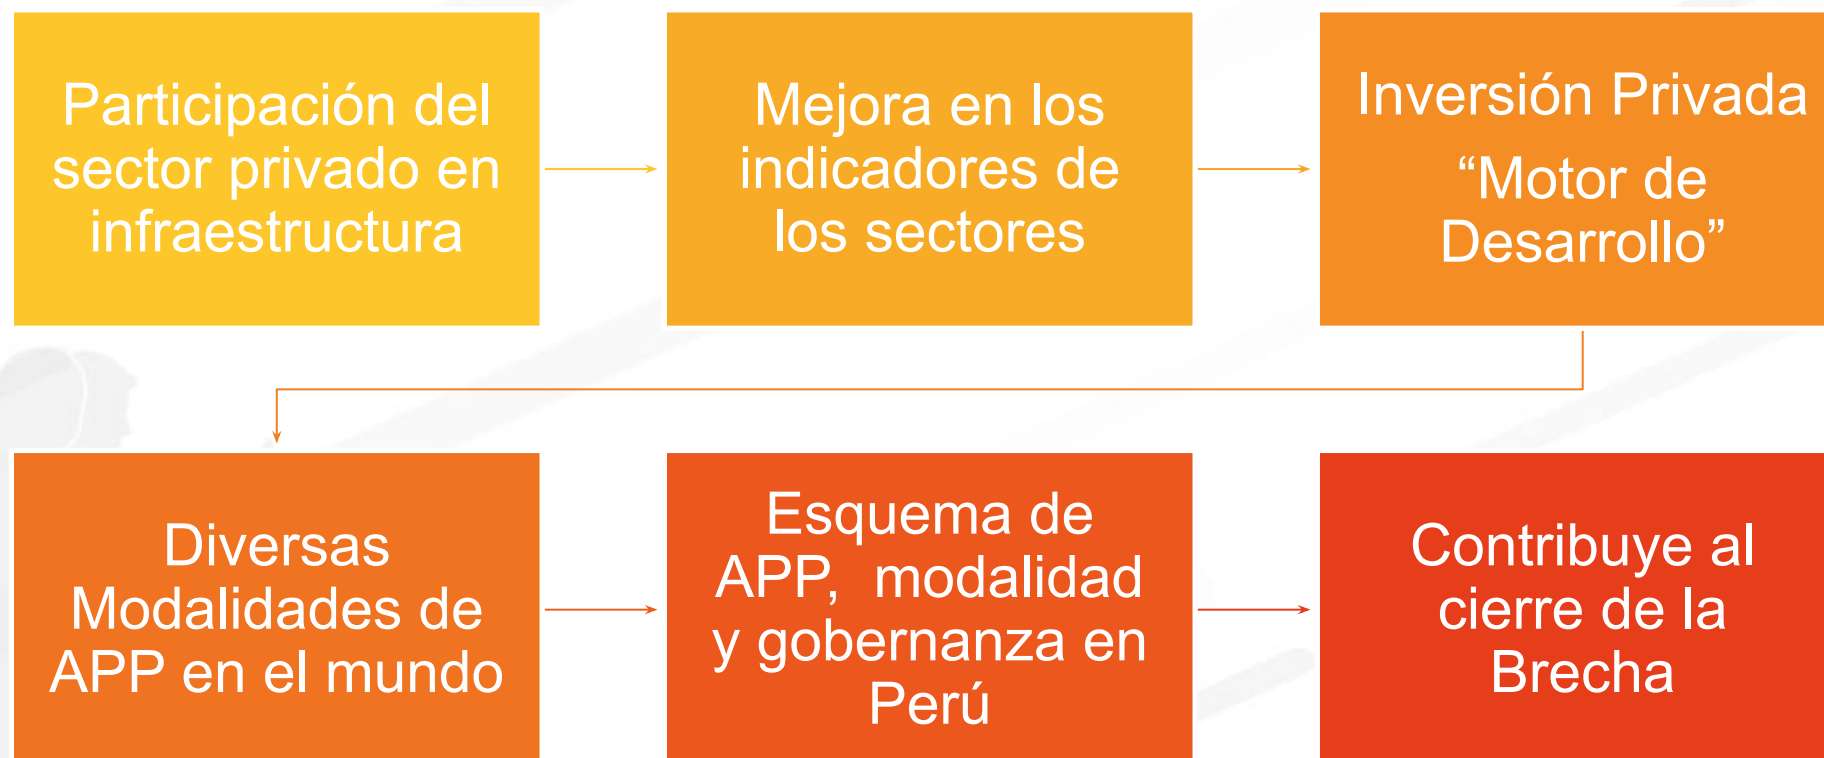 Participación del
sector privado en
infraestructura
Mejora en los
indicadores de
los sectores
Inversión Privada
“Motor de
Desarrollo”
Diversas
Modalidades de
APP en el mundo
Esquema de
APP,  modalidad
y gobernanza en
Perú
Contribuye al
cierre de la
Brecha